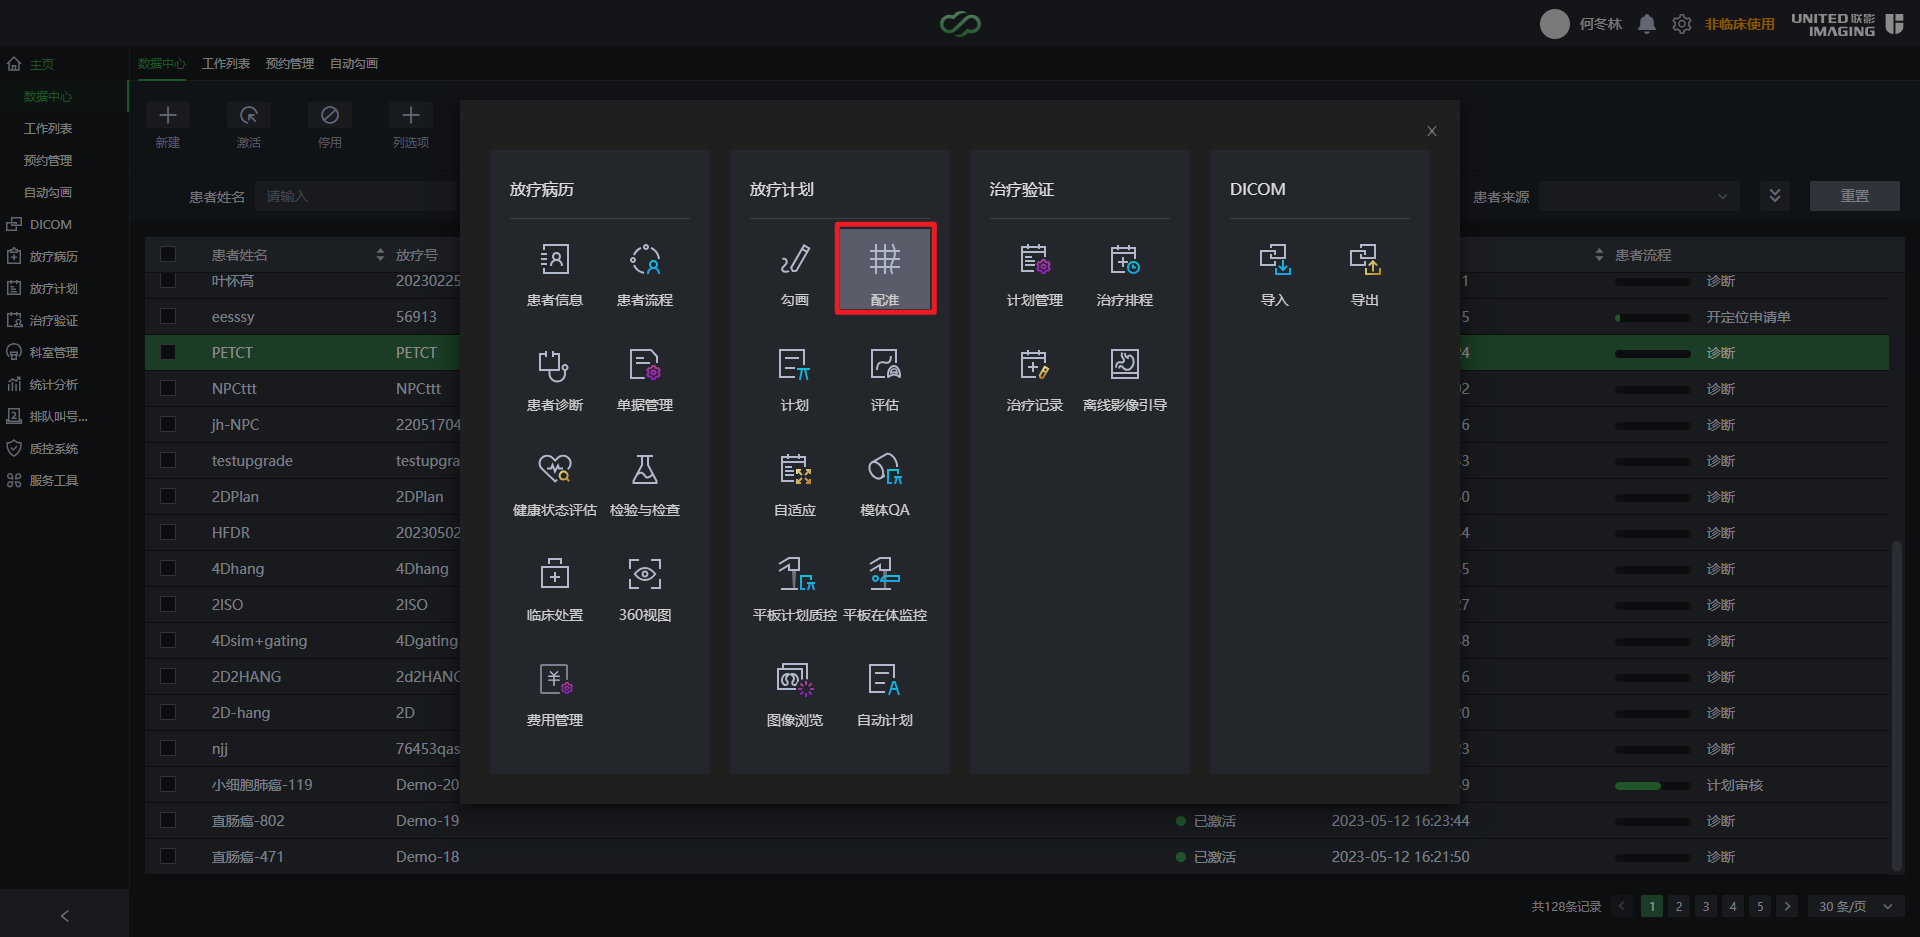 何冬林
非临床使用
UNITED 联影
IMAGING
主页
数据中心
工作列表
预约管理
自动勾画
DICOM
放疗病历
放疗计划
治疗验证
科室管理
统计分析
排队叫号...
质控系统
服务工具
数据中心 工作列表 预约管理 自动勾画
新建 激活 停用 列选项
患者姓名 请输入 患者来源 重置
患者姓名 放疗号 患者流程
叶怀高 20230225 1 诊断
eesssy 56913 5 开定位申请单
PETCT PETCT 24 诊断
NPCttt NPCttt 02 诊断
jh-NPC 22051704 6 诊断
testupgrade testupgra 3 诊断
2DPlan 2DPlan 0 诊断
HFDR 20230502 4 诊断
4Dhang 4Dhang 5 诊断
2ISO 2ISO 27 诊断
4Dsim+gating 4Dgating 8 诊断
2D2HANG 2d2HANG 6 诊断
2D-hang 2D 20 诊断
njj 76453qas 23 诊断
小细胞肺癌-119 Demo-20 9 计划审核
直肠癌-802 Demo-19 已激活 2023-05-12 16:23:44 诊断
直肠癌-471 Demo-18 已激活 2023-05-12 16:21:50 诊断
共128条记录 1 2 3 4 5 30 条/页
X
放疗病历
患者信息 患者流程
患者诊断 单据管理
健康状态评估 检验与检查
临床处置 360视图
费用管理
放疗计划
勾画 配准
计划 评估
自适应 模体QA
平板计划质控 平板在体监控
图像浏览 自动计划
治疗验证
计划管理 治疗排程
治疗记录 离线影像引导
DICOM
导入 导出